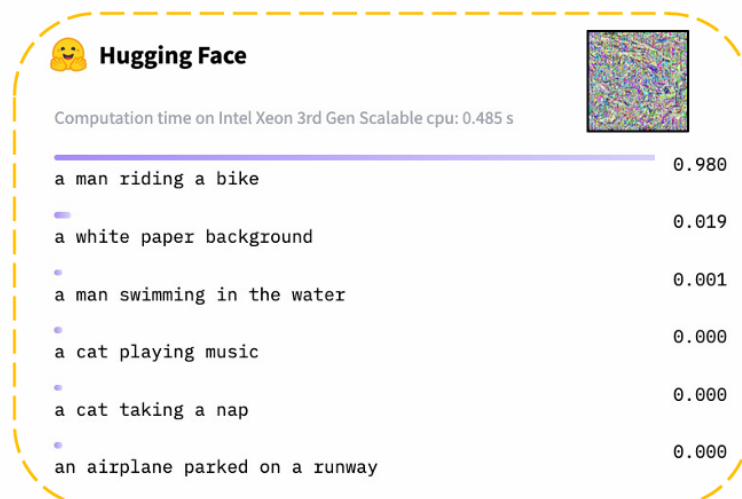 🤗 Hugging Face
Computation time on Intel Xeon 3rd Gen Scalable cpu: 0.485 s
0.980
a man riding a bike
0.019
a white paper background
0.001
a man swimming in the water
0.000
a cat playing music
0.000
a cat taking a nap
0.000
an airplane parked on a runway